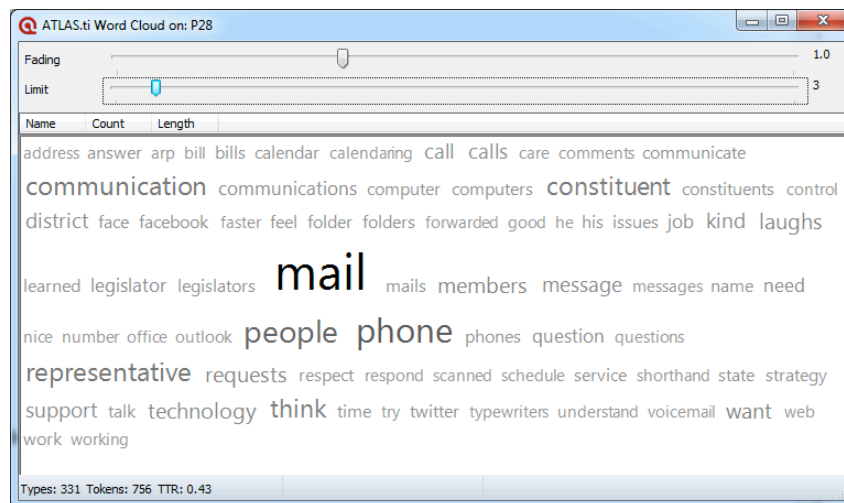 ATLAS.ti Word Cloud on: P28
Fading 1.0
Limit 3
Name Count Length
address answer arp bill bills calendar calendaring call calls care comments communicate
communication communications computer computers constituent constituents control
district face facebook faster feel folder folders forwarded good he his issues job kind laughs
learned legislator legislators mail mails members message messages name need
nice number office outlook people phone phones question questions
representative requests respect respond scanned schedule service shorthand state strategy
support talk technology think time try twitter typewriters understand voicemail want web
work working
Types: 331 Tokens: 756 TTR: 0.43